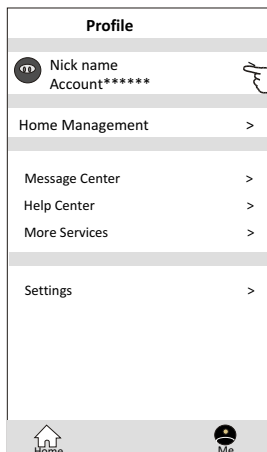 Profile
Nick name
Account******
Home Management >
Message Center >
Help Center >
More Services >
Settings >
Home Me